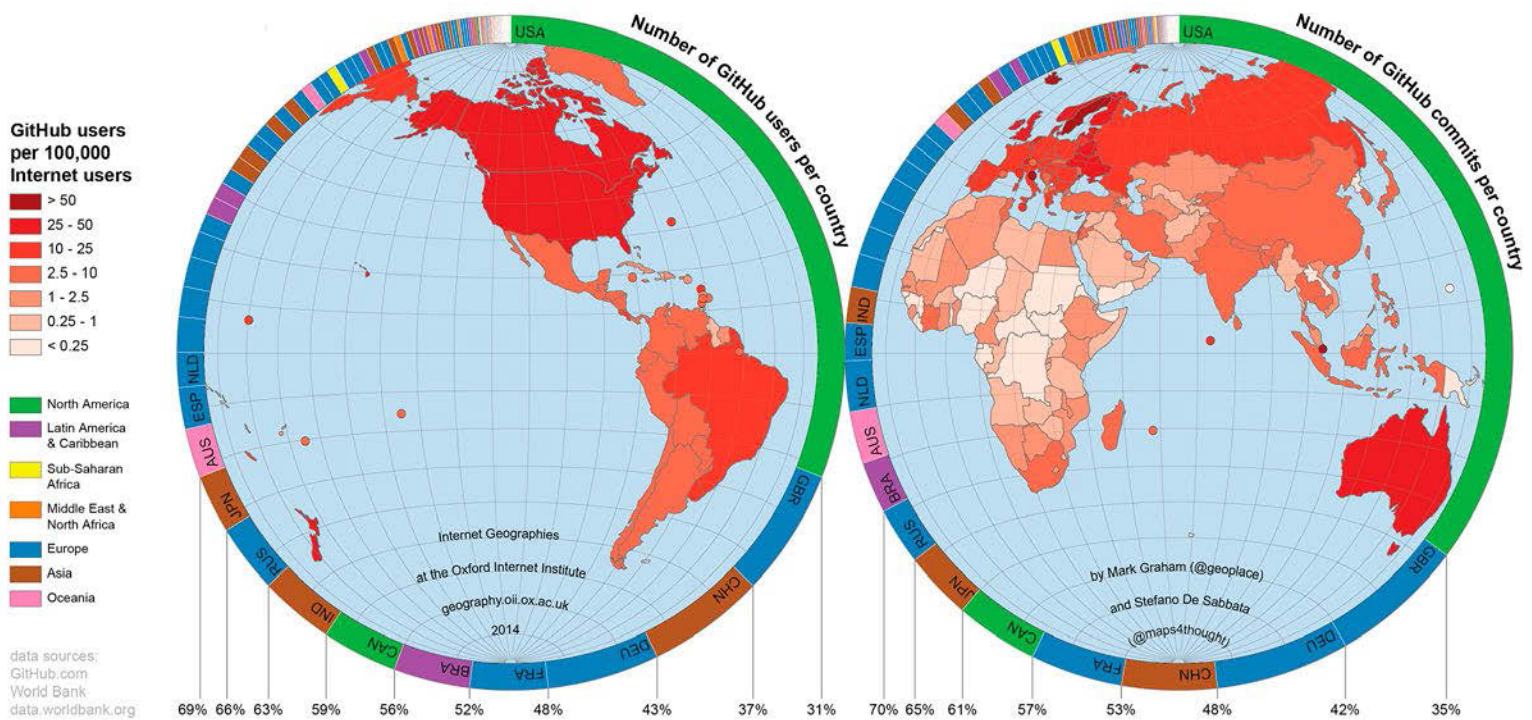 GitHub users
per 100,000
Internet users
> 50
25 - 50
10 - 25
2.5 - 10
1 - 2.5
0.25 - 1
< 0.25
North America
Latin America
& Caribbean
Sub-Saharan
Africa
Middle East &
North Africa
Europe
Asia
Oceania
data sources:
GitHub.com
World Bank
data.worldbank.org
Number of GitHub users per country
USA
GBR
CHN
DEU
FRA
BRA
CAN
IND
RUS
JPN
AUS
ESP
NLD
Internet Geographies
at the Oxford Internet Institute
geography.oii.ox.ac.uk
2014
69% 66% 63% 59% 56% 52% 48% 43% 37% 31%
Number of GitHub commits per country
USA
GBR
DEU
CHN
FRA
CAN
JPN
RUS
BRA
AUS
NLD
ESP
IND
by Mark Graham (@geoplace)
and Stefano De Sabbata
(@maps4thought)
70% 65% 61% 57% 53% 48% 42% 35%